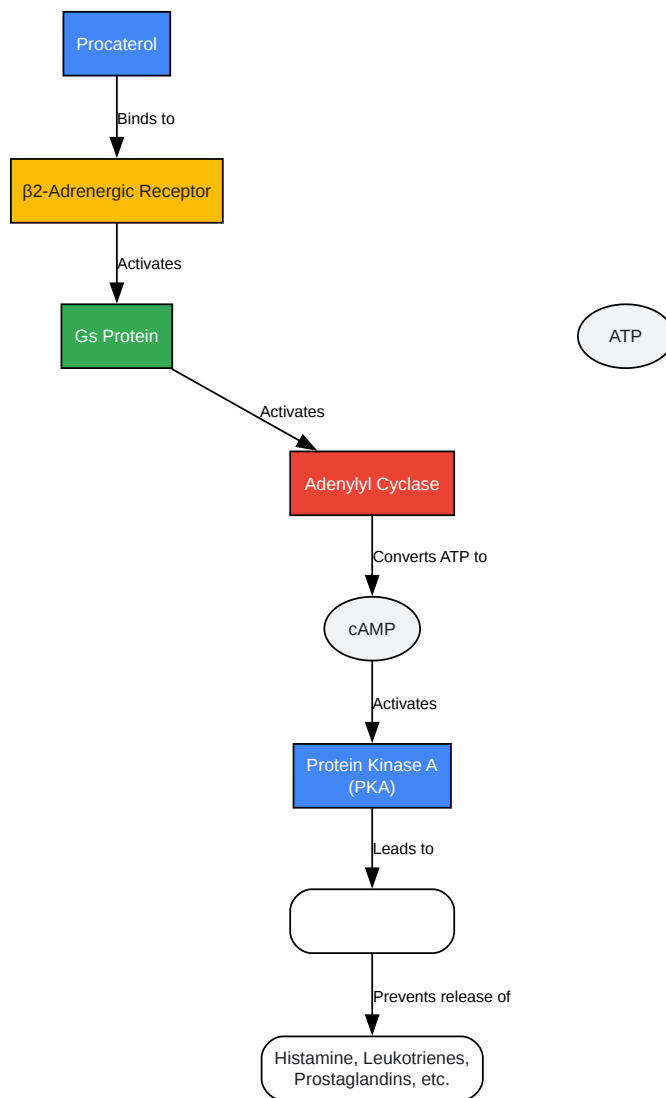 Procaterol
Binds to
β2-Adrenergic Receptor
Activates
Gs Protein
ATP
Activates
Adenylyl Cyclase
Converts ATP to
cAMP
Activates
Protein Kinase A
(PKA)
Leads to
Prevents release of
Histamine, Leukotrienes,
Prostaglandins, etc.